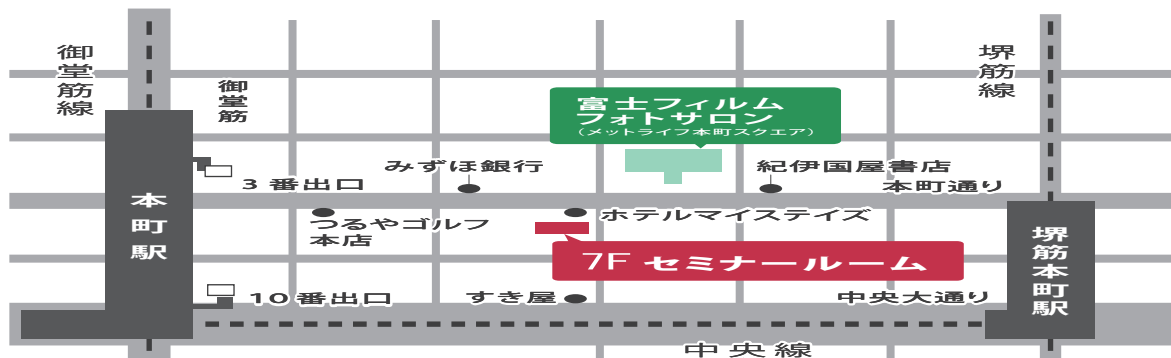 御堂筋線
御堂筋
堺筋線
富士フィルム
フォトサロン
(メットライフ本町スクエア)
3番出口
みずほ銀行
紀伊国屋書店
本町通り
本町駅
つるやゴルフ
本店
ホテルマイステイズ
堺筋本町駅
7F セミナールーム
10番出口
すき屋
中央大通り
中央線